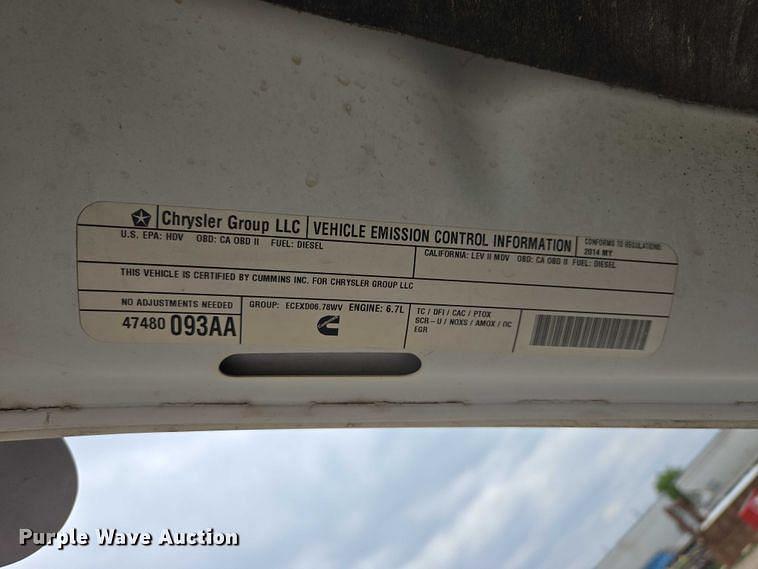 Chrysler Group LLC
VEHICLE EMISSION CONTROL INFORMATION
CONFORMS TO REGULATIONS:
2014 MY
U.S. EPA: HDV OBD: CA OBD II FUEL: DIESEL
CALIFORNIA: LEV II MDV OBD: CA OBD II FUEL: DIESEL
THIS VEHICLE IS CERTIFIED BY CUMMINS INC. FOR CHRYSLER GROUP LLC
NO ADJUSTMENTS NEEDED
47480 093AA
GROUP: ECEXD06.78WV ENGINE: 6.7L
TC / DFI / CAC / PTOX
SCR-U / NOXS / AMOX / OC
EGR
Purple Wave Auction